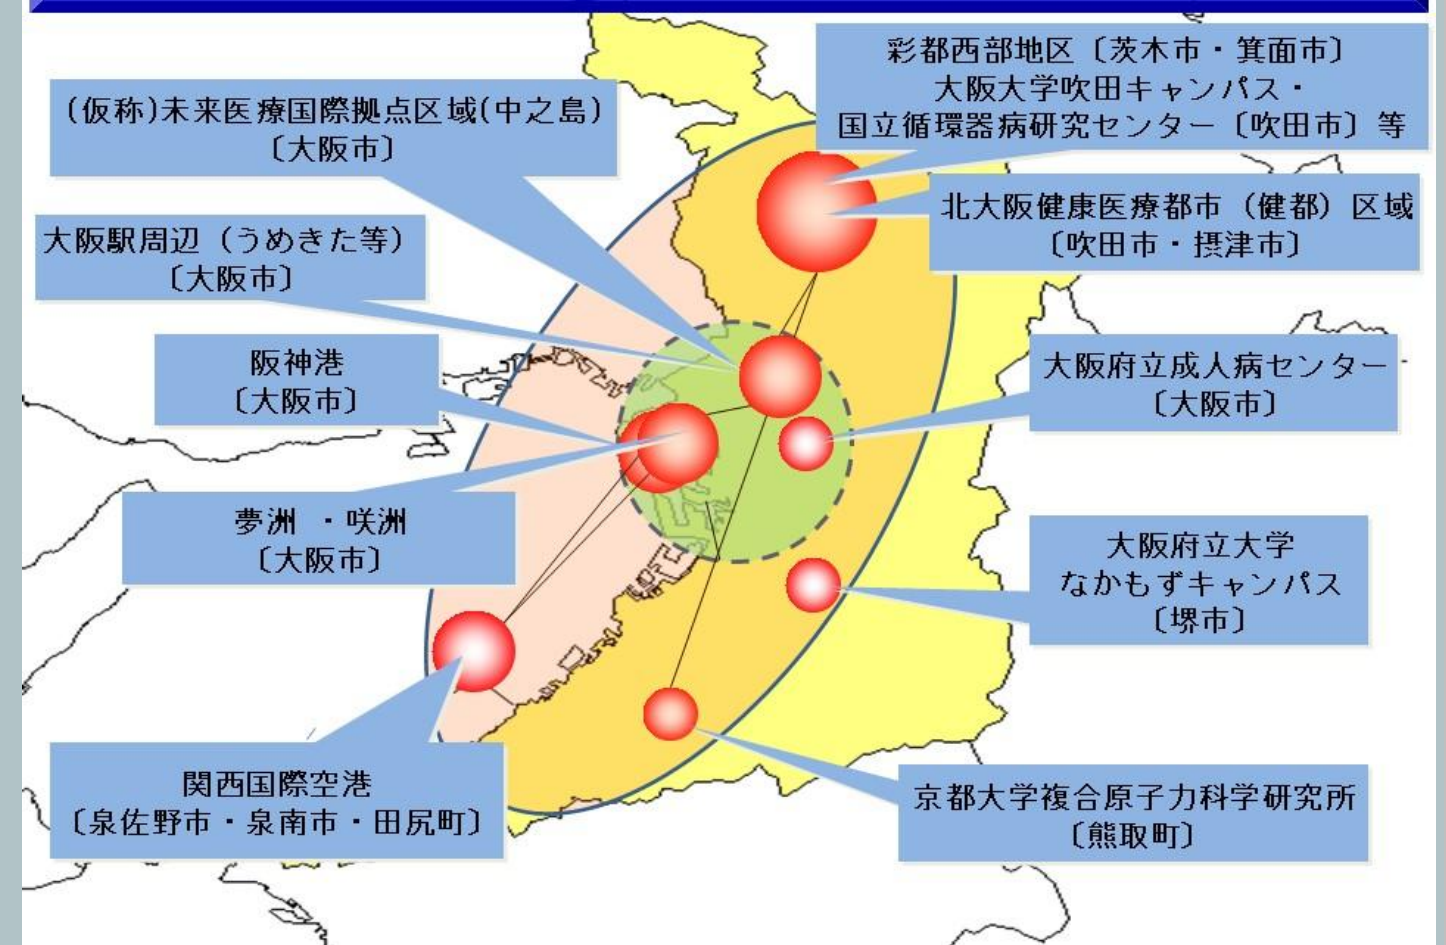 彩都西部地区〔茨木市・箕面市〕
大阪大学吹田キャンパス・
国立循環器病研究センター〔吹田市〕等
(仮称)未来医療国際拠点区域(中之島)
〔大阪市〕
北大阪健康医療都市（健都）区域
〔吹田市・摂津市〕
大阪駅周辺（うめきた等）
〔大阪市〕
阪神港
〔大阪市〕
大阪府立成人病センター
〔大阪市〕
夢洲 ・咲洲
〔大阪市〕
大阪府立大学
なかもずキャンパス
〔堺市〕
関西国際空港
〔泉佐野市・泉南市・田尻町〕
京都大学複合原子力科学研究所
〔熊取町〕